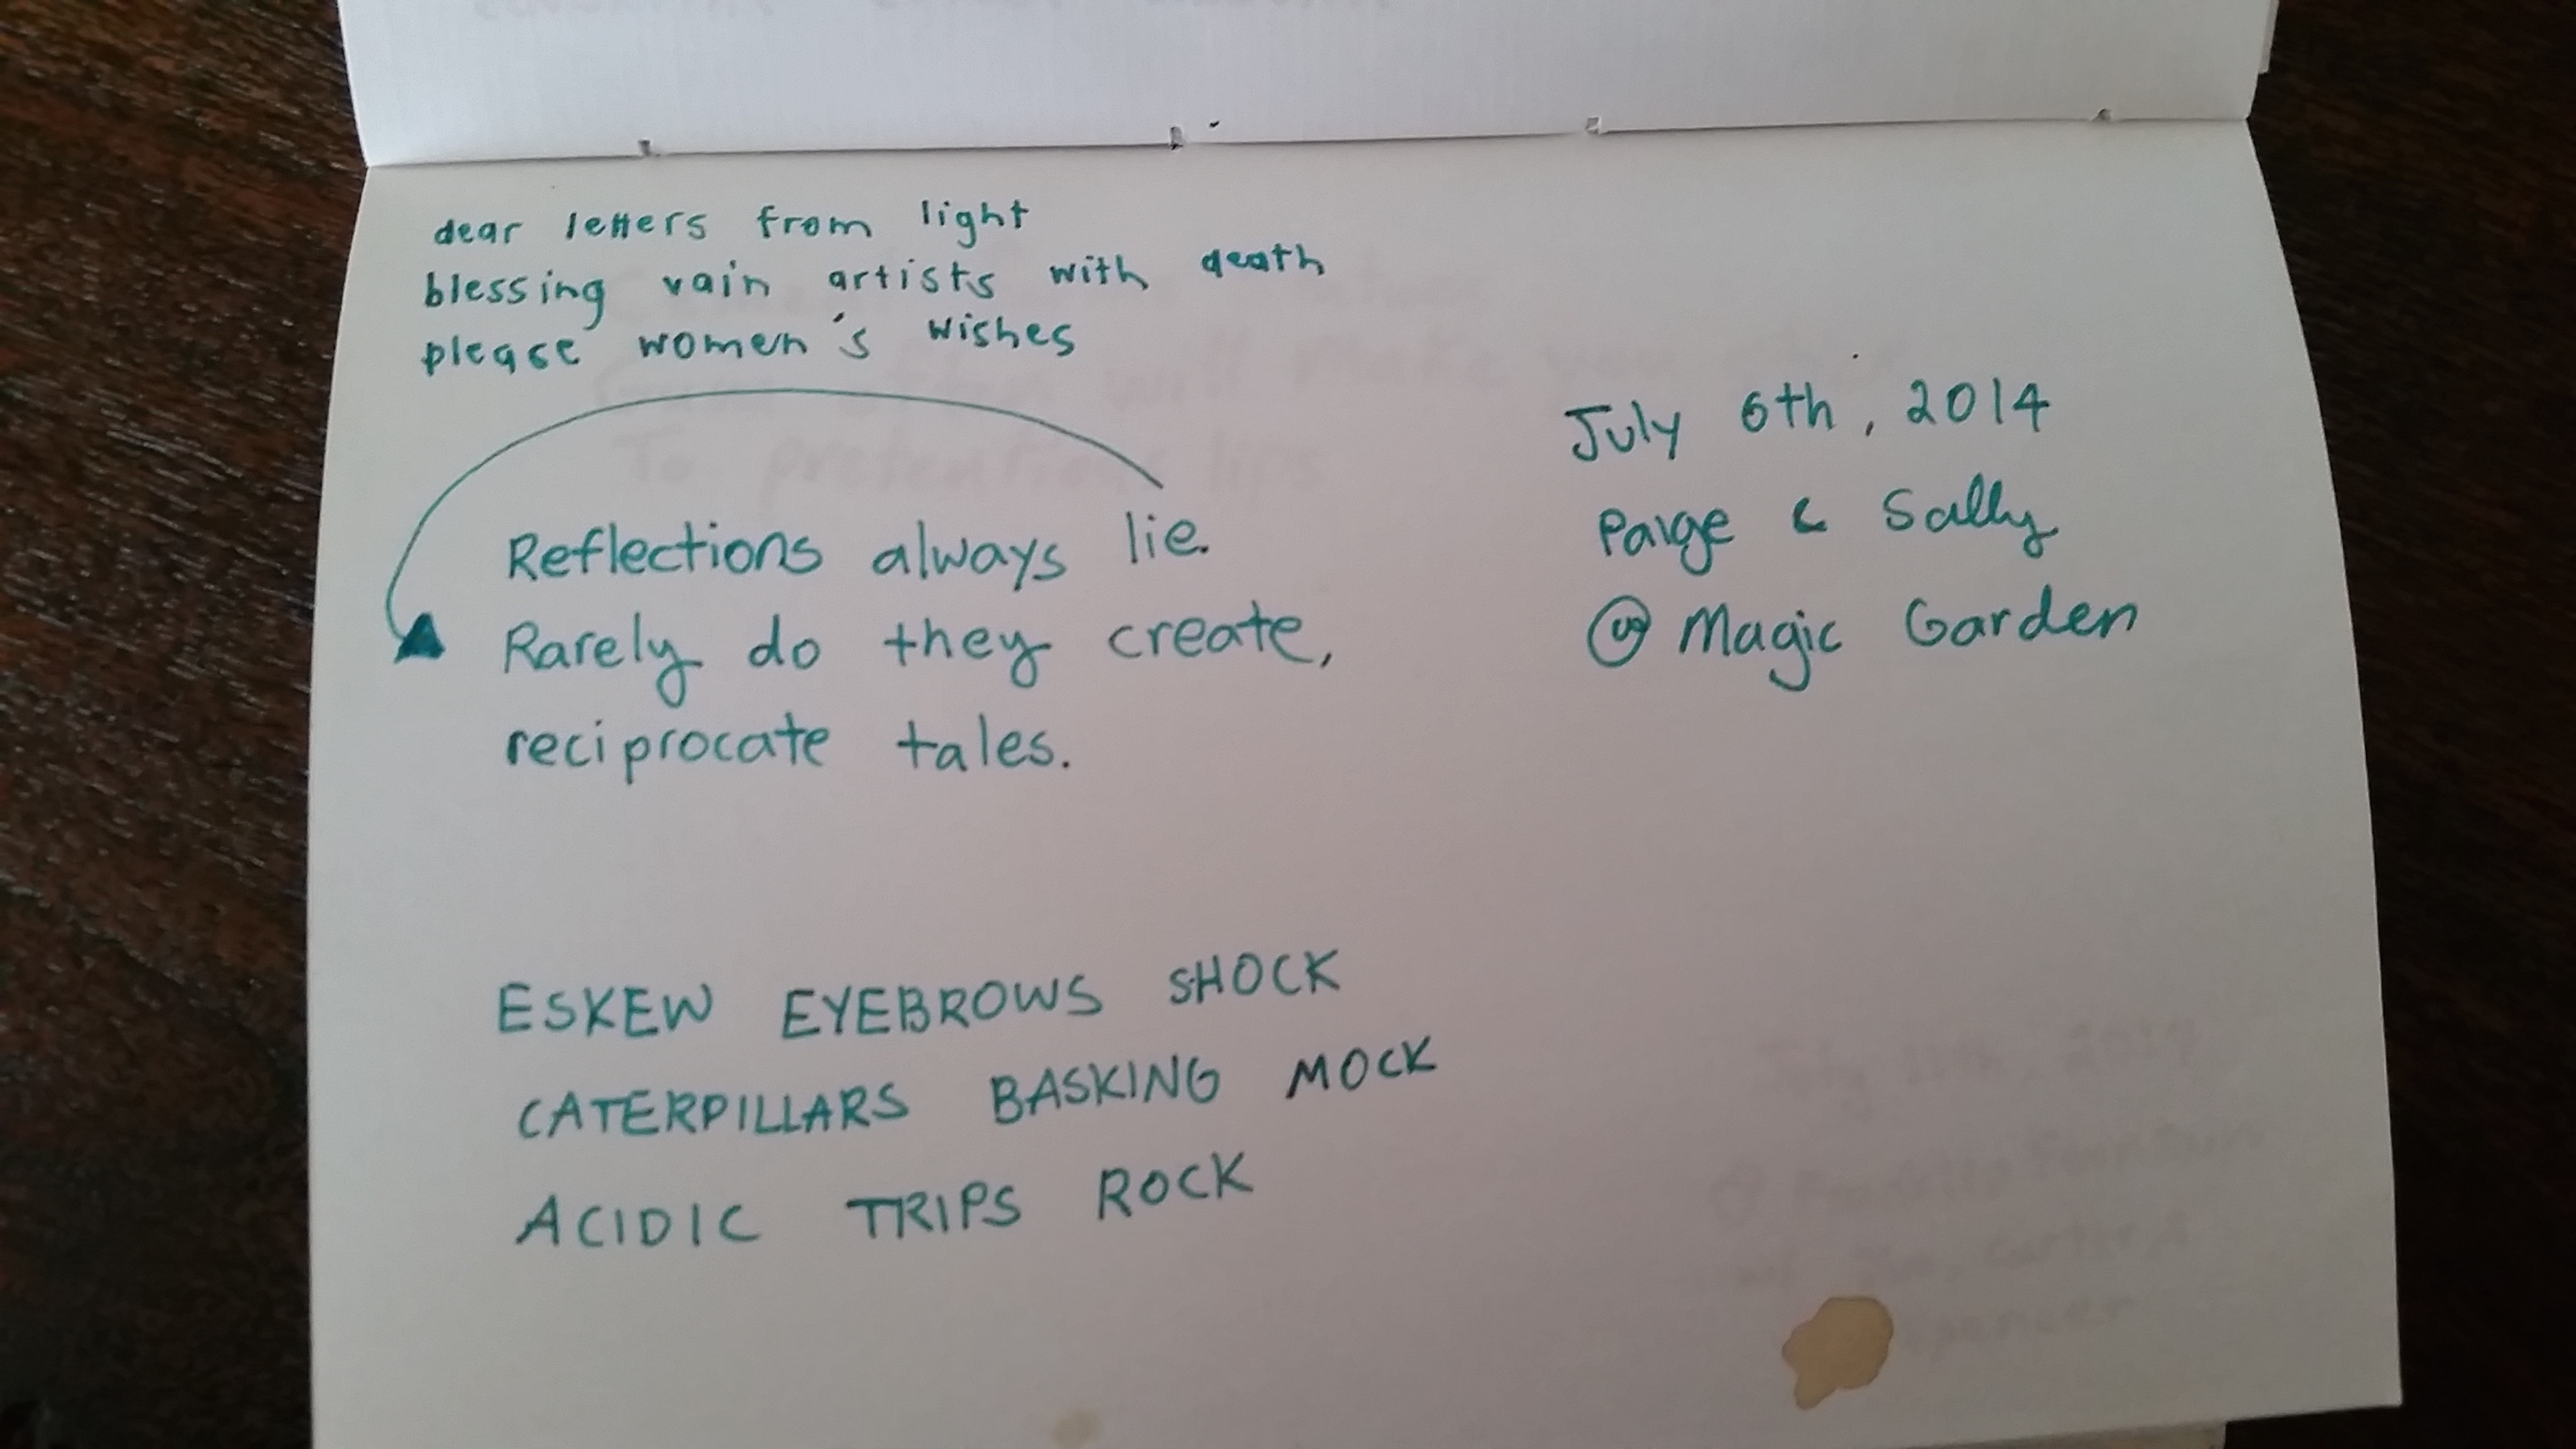 dear letters from light
blessing vain artists with death
please women's wishes
Reflections always lie.
Rarely do they create,
reciprocate tales.
July 6th, 2014
Paige & Sally
@ Magic Garden
ESKEW EYEBROWS SHOCK
CATERPILLARS BASKING MOCK
ACIDIC TRIPS ROCK